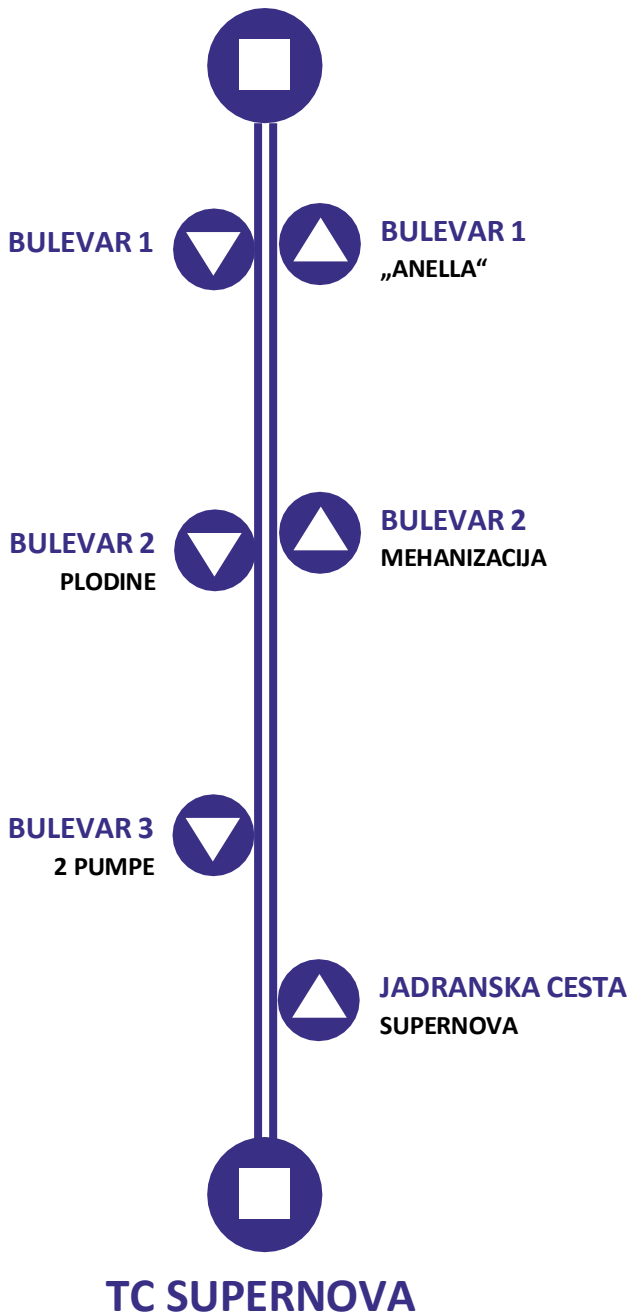 BULEVAR 1
BULEVAR 1
„ANELLA“
BULEVAR 2
PLODINE
BULEVAR 2
MEHANIZACIJA
BULEVAR 3
2 PUMPE
JADRANSKA CESTA
SUPERNOVA
TC SUPERNOVA